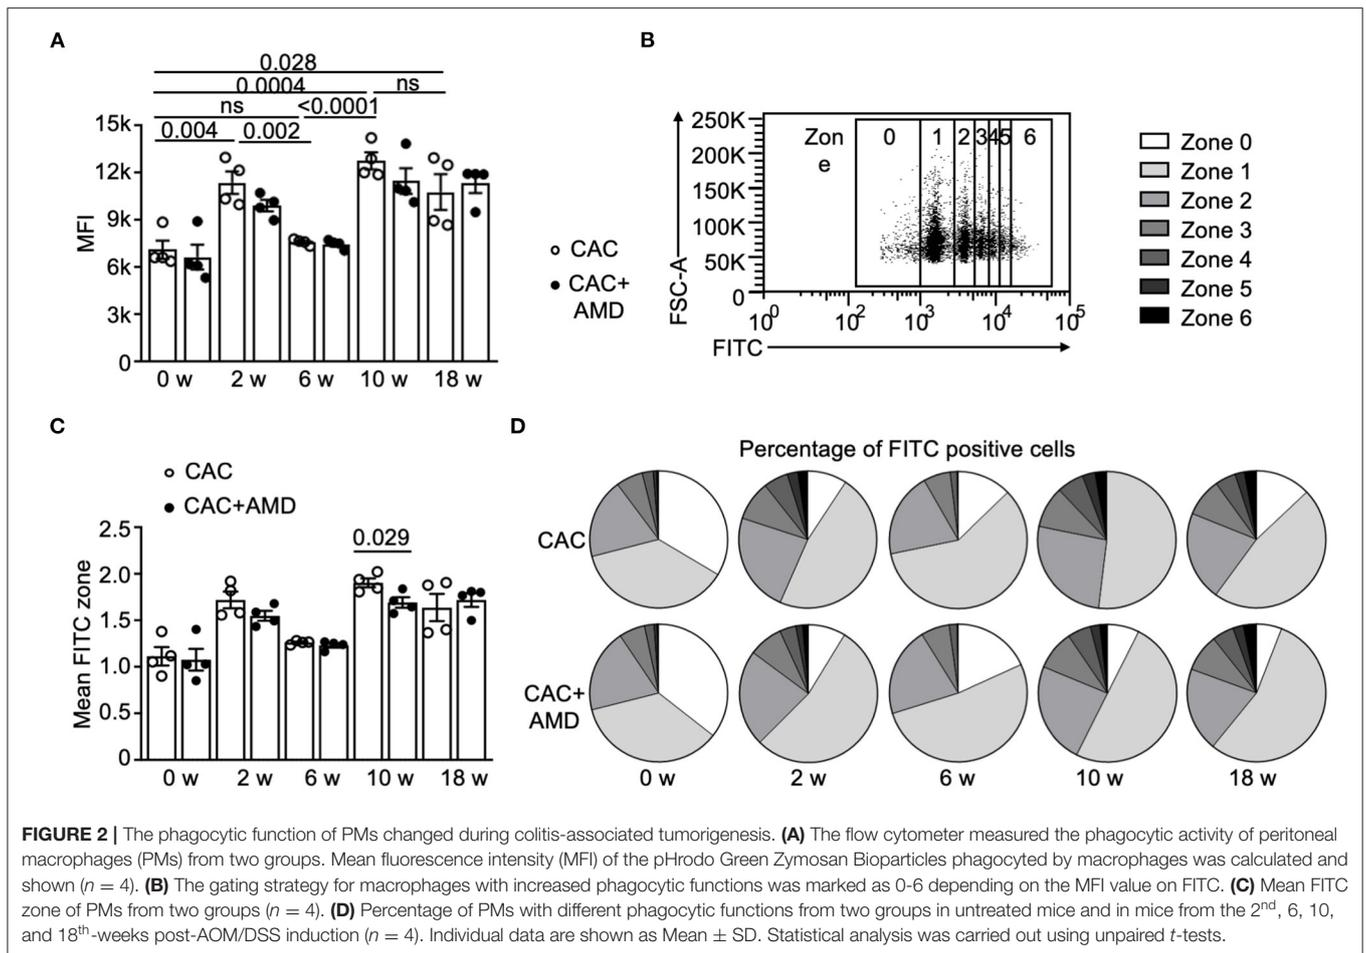 A
0.028
0.0004
ns
ns
<0.0001
0.004
0.002
15k
12k
9k
6k
3k
0
MFI
0 w
2 w
6 w
10 w
18 w
CAC
CAC+
AMD
B
250K
200K
150K
100K
50K
0
FSC-A
Zon
e
0
1
2
3
4
5
6
10^0
10^2
10^3
10^4
10^5
FITC
Zone 0
Zone 1
Zone 2
Zone 3
Zone 4
Zone 5
Zone 6
C
CAC
CAC+AMD
2.5
2.0
1.5
1.0
0.5
0
Mean FITC zone
0.029
0 w
2 w
6 w
10 w
18 w
D
Percentage of FITC positive cells
CAC
CAC+
AMD
0 w
2 w
6 w
10 w
18 w
FIGURE 2 | The phagocytic function of PMs changed during colitis-associated tumorigenesis. (A) The flow cytometer measured the phagocytic activity of peritoneal
macrophages (PMs) from two groups. Mean fluorescence intensity (MFI) of the pHrodo Green Zymosan Bioparticles phagocyted by macrophages was calculated and
shown (n = 4). (B) The gating strategy for macrophages with increased phagocytic functions was marked as 0-6 depending on the MFI value on FITC. (C) Mean FITC
zone of PMs from two groups (n = 4). (D) Percentage of PMs with different phagocytic functions from two groups in untreated mice and in mice from the 2nd, 6, 10,
and 18th-weeks post-AOM/DSS induction (n = 4). Individual data are shown as Mean ± SD. Statistical analysis was carried out using unpaired t-tests.